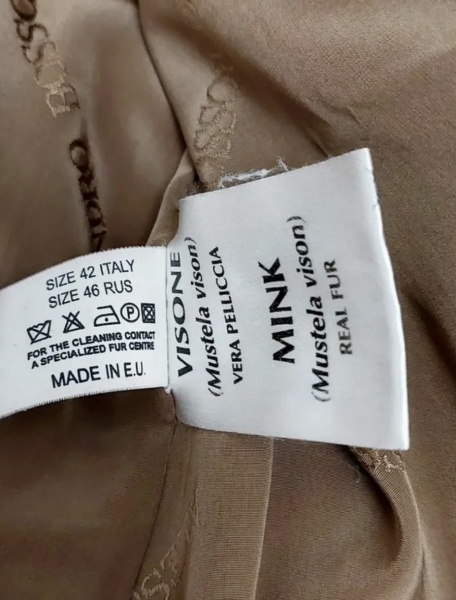 SIZE 42 ITALY
SIZE 46 RUS
FOR THE CLEANING CONTACT
A SPECIALIZED FUR CENTRE
MADE IN E.U.
VISONE
(Mustela vison)
VERA PELLICCIA
MINK
(Mustela vison)
REAL FUR